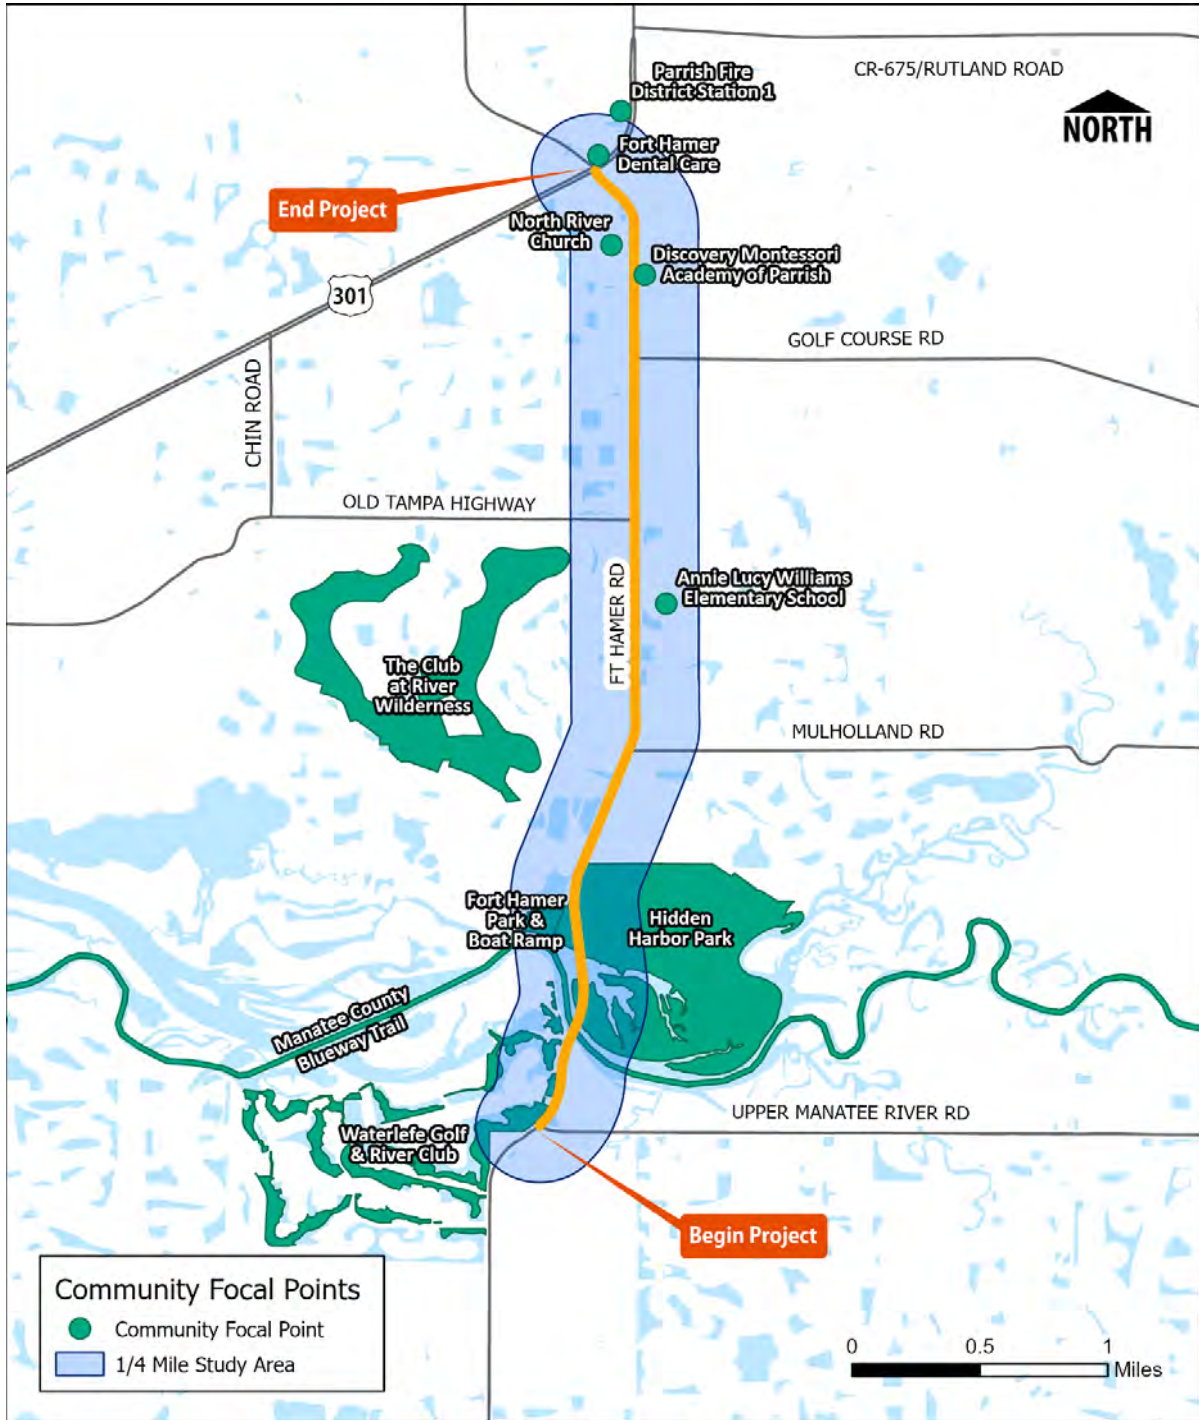 CR-675/RUTLAND ROAD
Parrish Fire
District Station 1
NORTH
Fort Hamer
Dental Care
End Project
North River
Church
Discovery Montessori
Academy of Parrish
301
GOLF COURSE RD
CHIN ROAD
OLD TAMPA HIGHWAY
FT HAMER RD
Annie Lucy Williams
Elementary School
The Club
at River
Wilderness
MULHOLLAND RD
Fort Hamer
Park &
Boat Ramp
Hidden
Harbor Park
Manatee County
Blueway Trail
UPPER MANATEE RIVER RD
Waterlefe Golf
& River Club
Begin Project
Community Focal Points
Community Focal Point
1/4 Mile Study Area
0 0.5 1
Miles